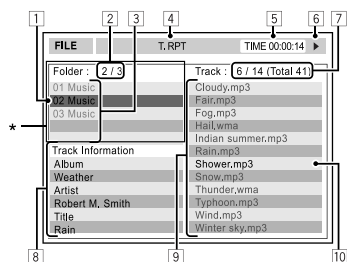 1 2 3 4 5 6 7
FILE T. RPT TIME 00:00:14
Folder : 2 / 3 Track : 6 / 14 (Total 41)
01 Music Cloudy.mp3
02 Music Fair.mp3
03 Music Fog.mp3
* Hail.wma
Indian summer.mp3
Track Information Rain.mp3
Album Shower.mp3
Weather Snow.mp3
Artist Thunder.wma
Robert M. Smith Typhoon.mp3
Title Wind.mp3
Rain Winter sky.mp3
8 9 10